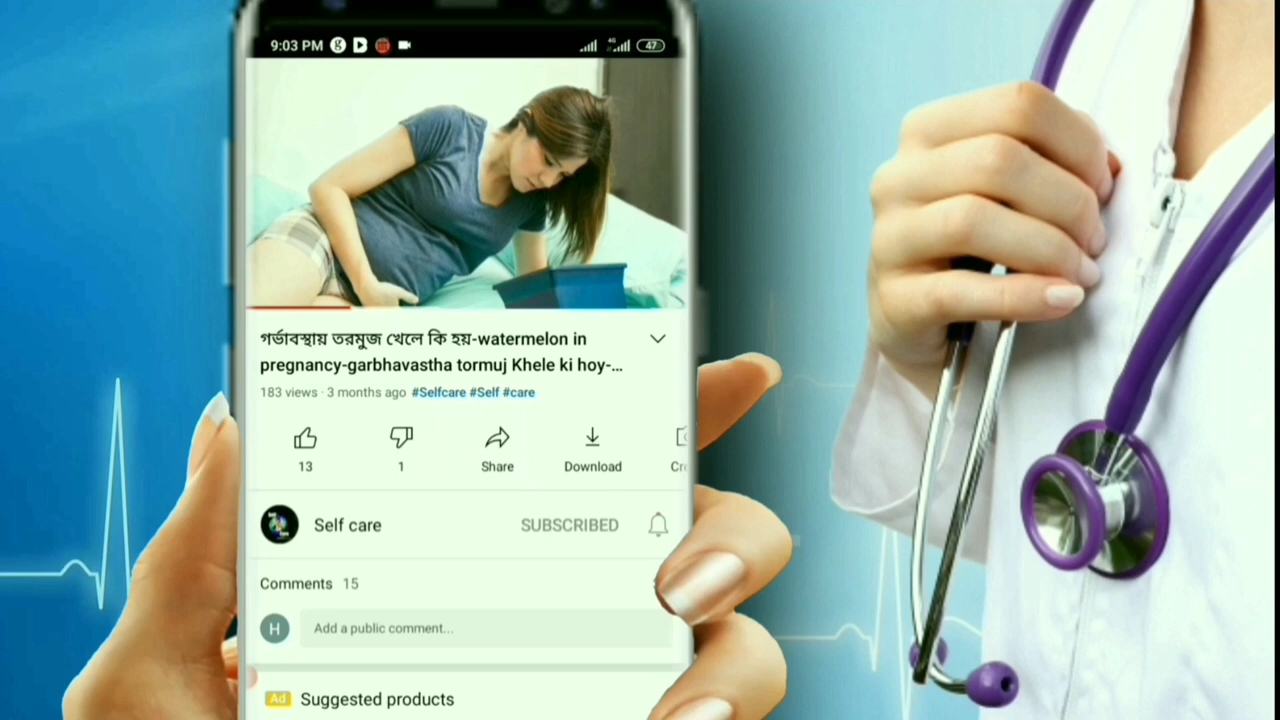 9:03 PM
4G
47
গর্ভাবস্থায় তরমুজ খেলে কি হয়-watermelon in
pregnancy-garbhavastha tormuj Khele ki hoy-...
183 views · 3 months ago #Selfcare #Self #care
13
1
Share
Download
Self care
SUBSCRIBED
Comments 15
H
Add a public comment...
Ad
Suggested products